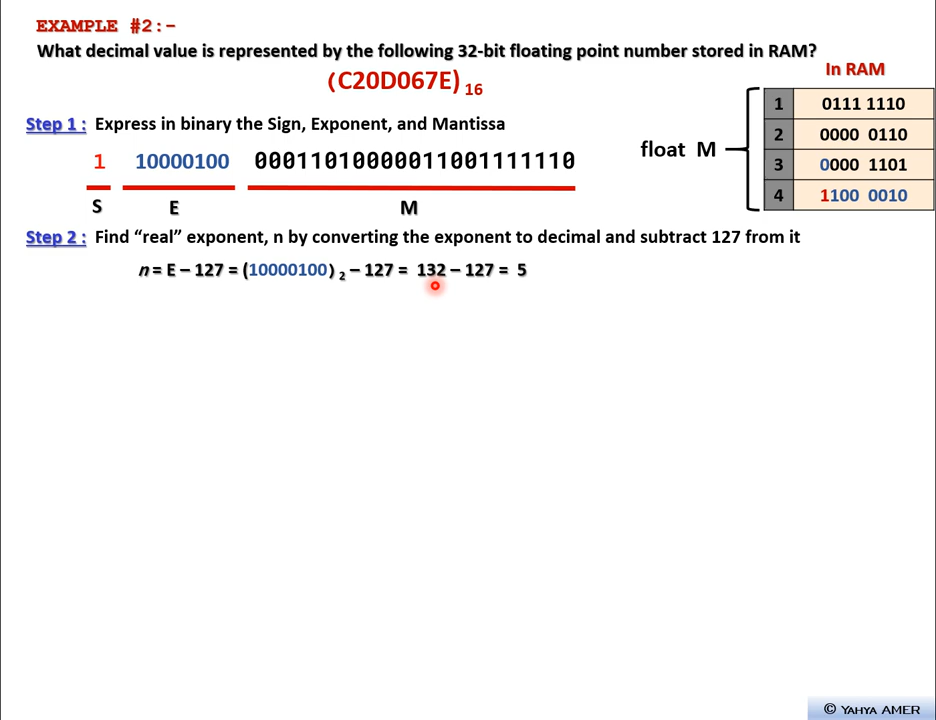 EXAMPLE #2:-
What decimal value is represented by the following 32-bit floating point number stored in RAM?
(C20D067E) 16
In RAM
1 0111 1110
2 0000 0110
3 0000 1101
4 1100 0010
float M
Step 1 : Express in binary the Sign, Exponent, and Mantissa
1 10000100 00011010000011001111110
S E M
Step 2 : Find “real” exponent, n by converting the exponent to decimal and subtract 127 from it
n = E – 127 = (10000100) 2 – 127 = 132 – 127 = 5
© YAHYA AMER